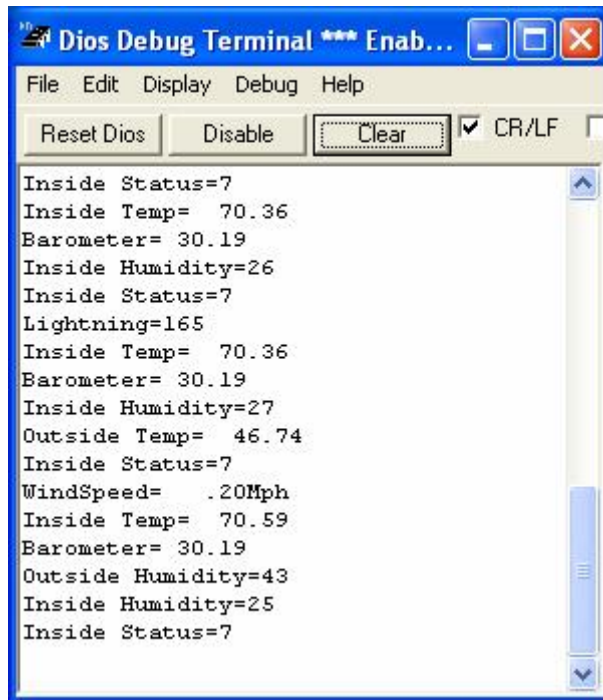 Dios Debug Terminal *** Enab...
File Edit Display Debug Help
Reset Dios Disable Clear CR/LF
Inside Status=7
Inside Temp=  70.36
Barometer= 30.19
Inside Humidity=26
Inside Status=7
Lightning=165
Inside Temp=  70.36
Barometer= 30.19
Inside Humidity=27
Outside Temp=  46.74
Inside Status=7
WindSpeed=   .20Mph
Inside Temp=  70.59
Barometer= 30.19
Outside Humidity=43
Inside Humidity=25
Inside Status=7